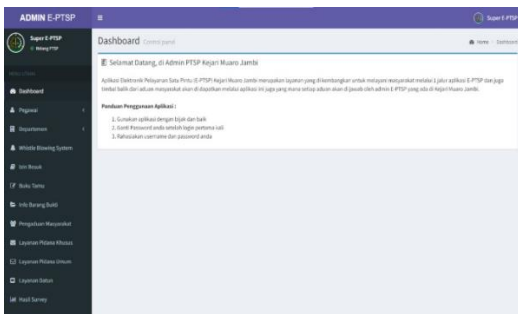 ADMIN E-PTSP
Super E-PTSP
Super E-PTSP
Bidang PTSP
Dashboard Control panel
Home Dashboard
Selamat Datang, di Admin PTSP Kejari Muaro Jambi
Aplikasi Elektronik Pelayanan Satu Pintu (E-PTSP) Kejari Muaro Jambi merupakan layanan yang dikembangkan untuk melayani masyarakat melalui 1 jalur aplikasi E-PTSP dan juga
timbal balik dari aduan masyarakat akan di dapatkan melalui aplikasi ini juga yang mana setiap aduan akan di jawab oleh admin E-PTSP yang ada di Kejari Muaro Jambi.
Panduan Penggunaan Aplikasi :
1. Gunakan aplikasi dengan bijak dan baik
2. Ganti Password anda setelah login pertama kali
3. Rahasiakan username dan password anda
Dashboard
Pegawai
Departemen
Whistle Blowing System
Izin Besuk
Buku Tamu
Info Barang Bukti
Pengaduan Masyarakat
Layanan Pidana Khusus
Layanan Pidana Umum
Layanan Datun
Hasil Survey